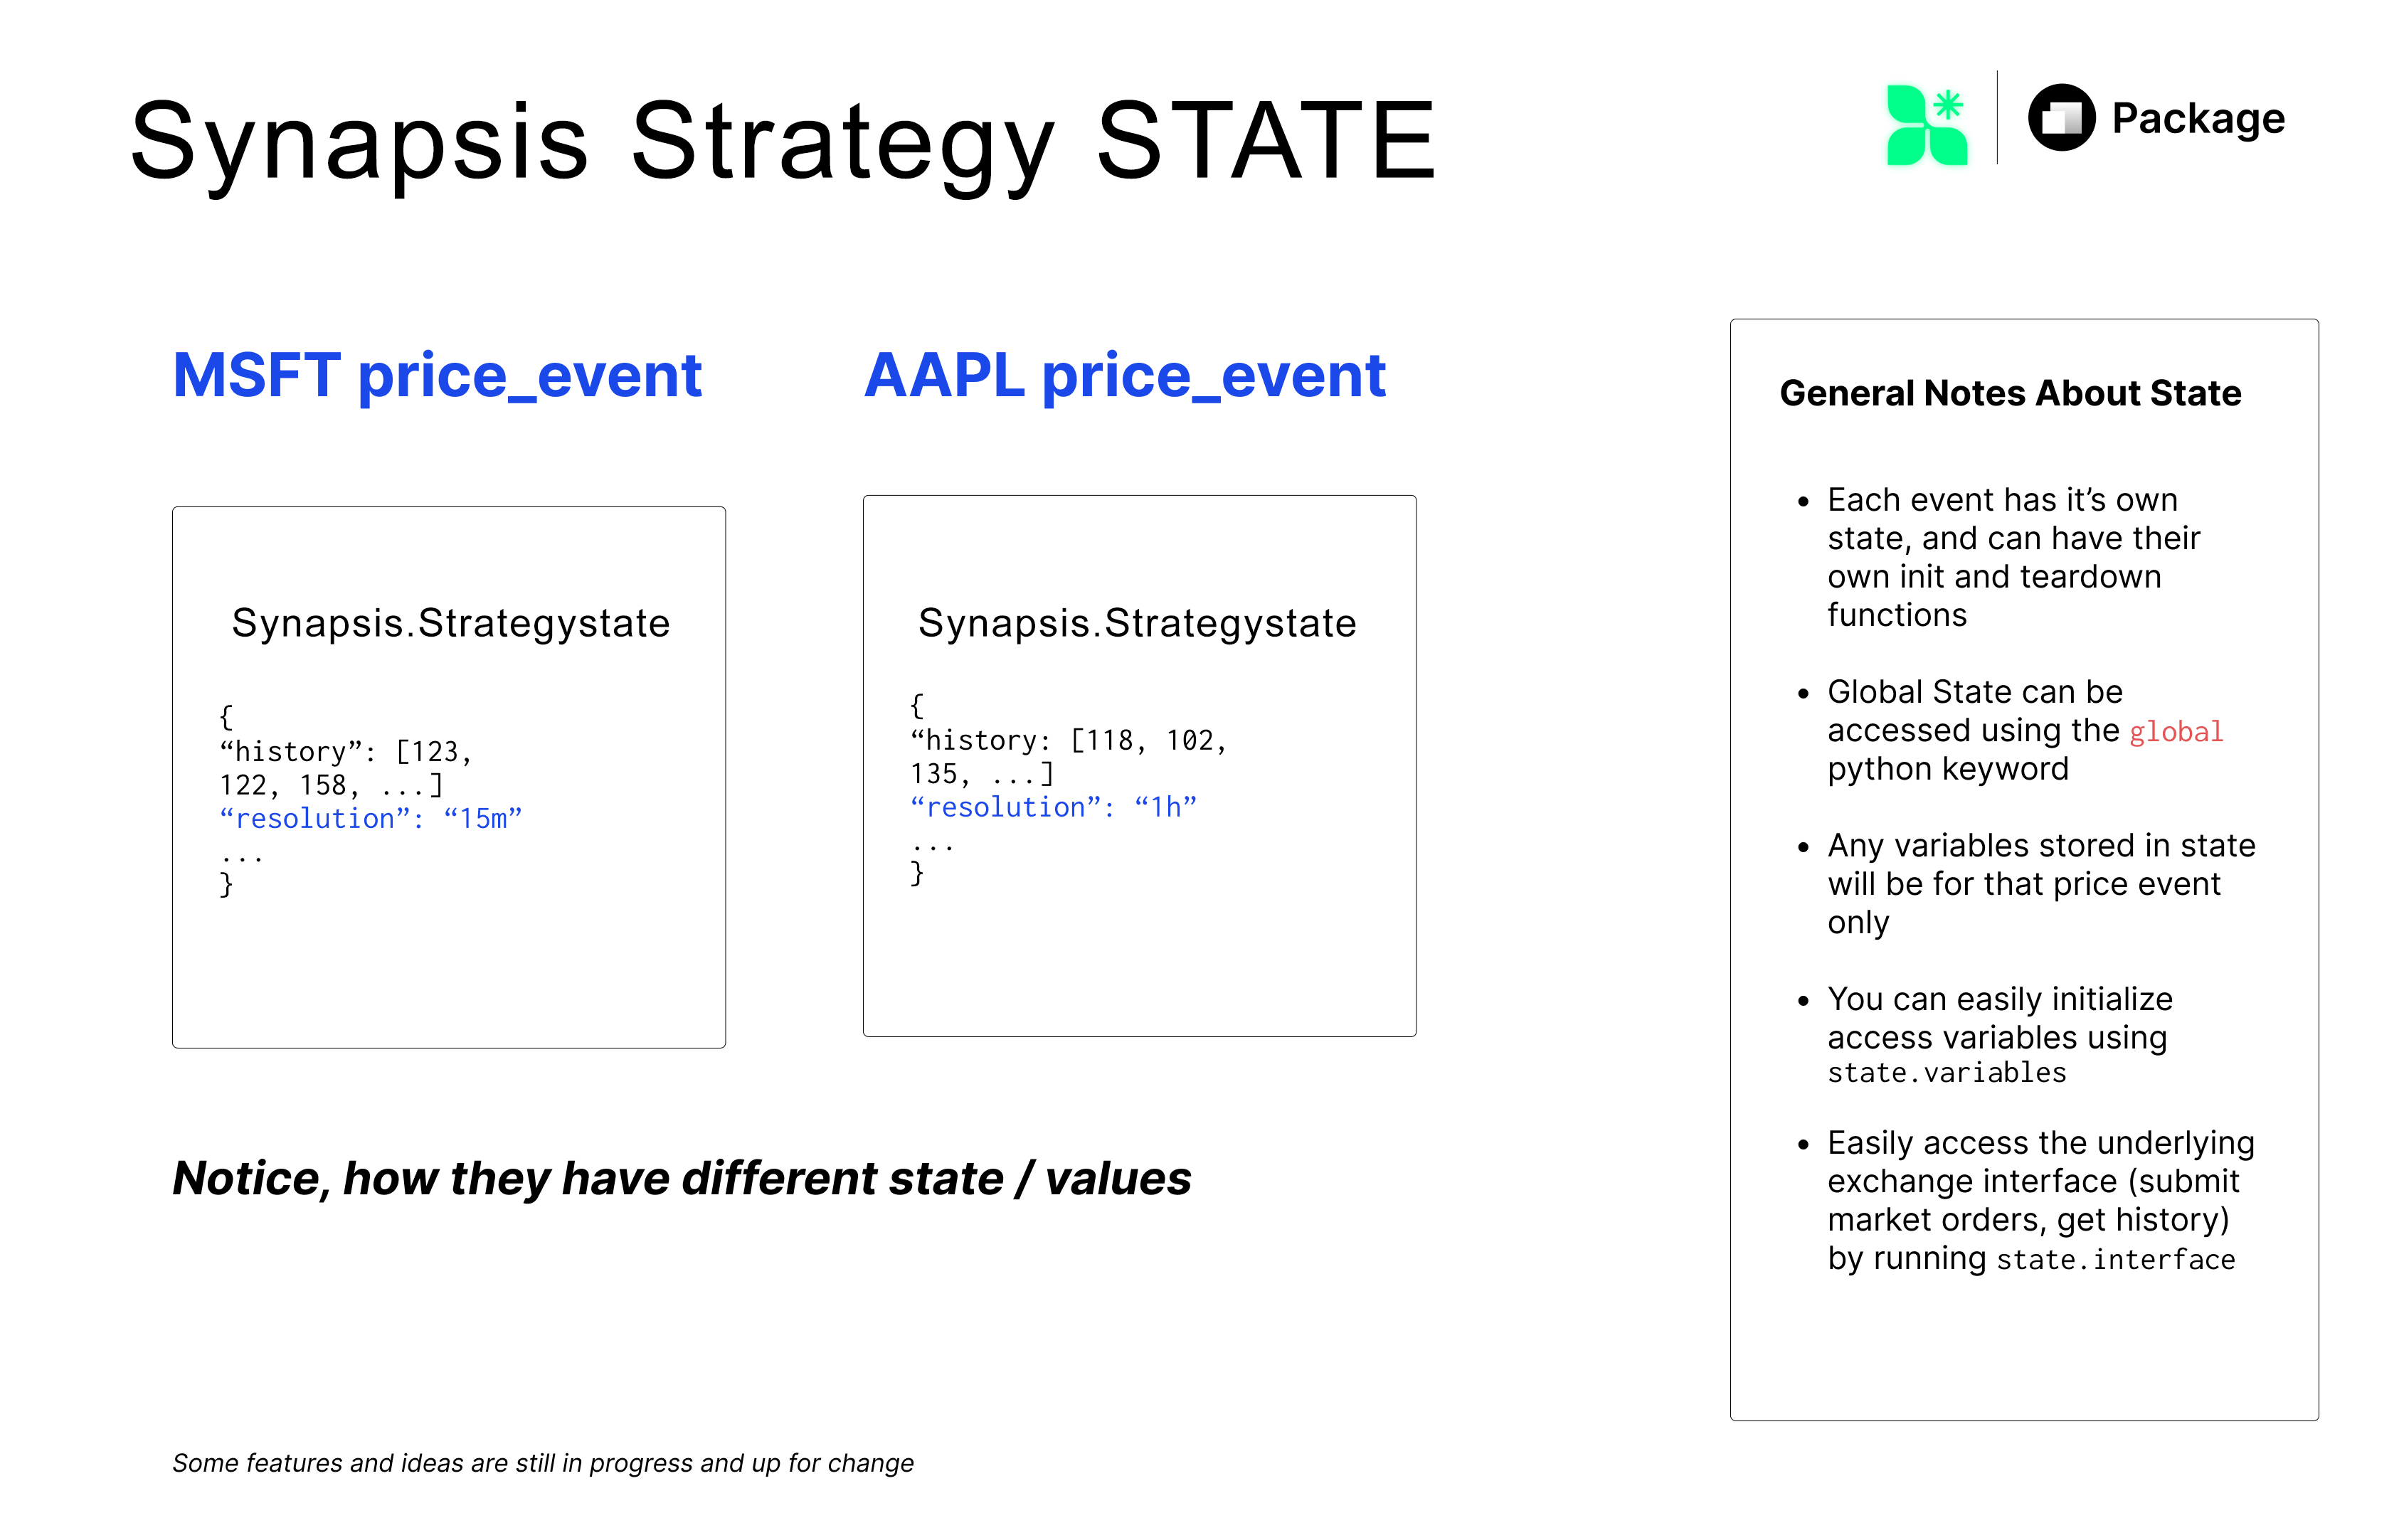 Synapsis Strategy STATE
Package
MSFT price_event
AAPL price_event
Synapsis.Strategystate
{
“history”: [123,
122, 158, ...]
“resolution”: “15m”
...
}
Synapsis.Strategystate
{
“history: [118, 102,
135, ...]
“resolution”: “1h”
...
}
Notice, how they have different state / values
General Notes About State
• Each event has it’s own
state, and can have their
own init and teardown
functions
• Global State can be
accessed using the global
python keyword
• Any variables stored in state
will be for that price event
only
• You can easily initialize
access variables using
state.variables
• Easily access the underlying
exchange interface (submit
market orders, get history)
by running state.interface
Some features and ideas are still in progress and up for change